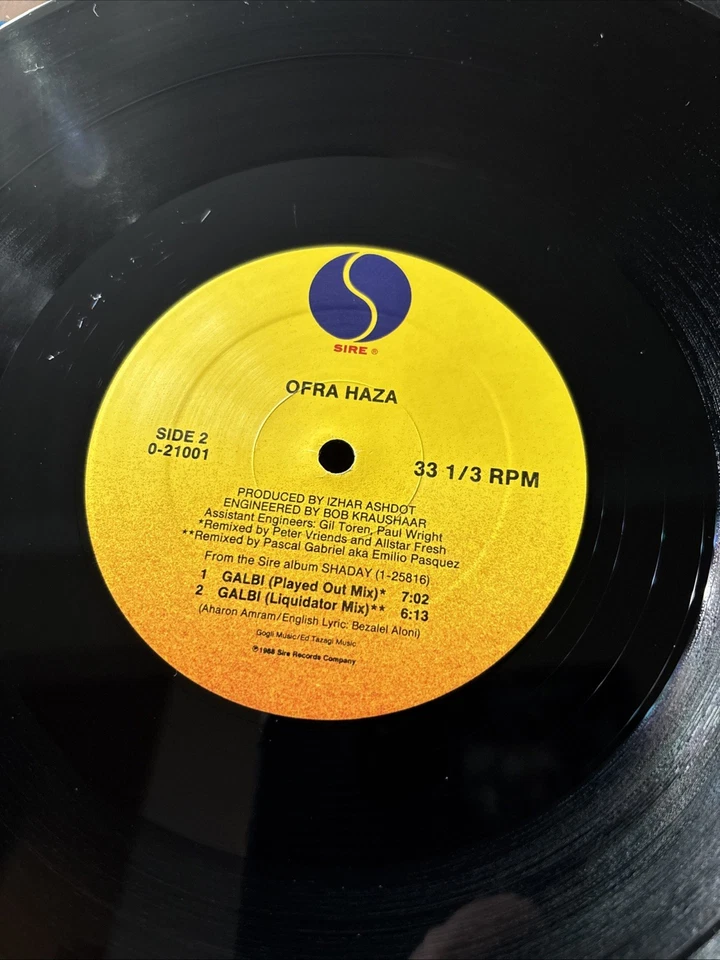 SIRE ®
OFRA HAZA
SIDE 2
0-21001
33 1/3 RPM
PRODUCED BY IZHAR ASHDOT
ENGINEERED BY BOB KRAUSHAAR
Assistant Engineers: Gil Toren, Paul Wright
*Remixed by Peter Vriends and Allstar Fresh
**Remixed by Pascal Gabriel aka Emilio Pasquez
From the Sire album SHADAY (1-25816)
1 GALBI (Played Out Mix)* 7:02
2 GALBI (Liquidator Mix)** 6:13
(Aharon Amram/English Lyric: Bezalel Aloni)
Gogli Music/Ed Tazagi Music
℗1988 Sire Records Company